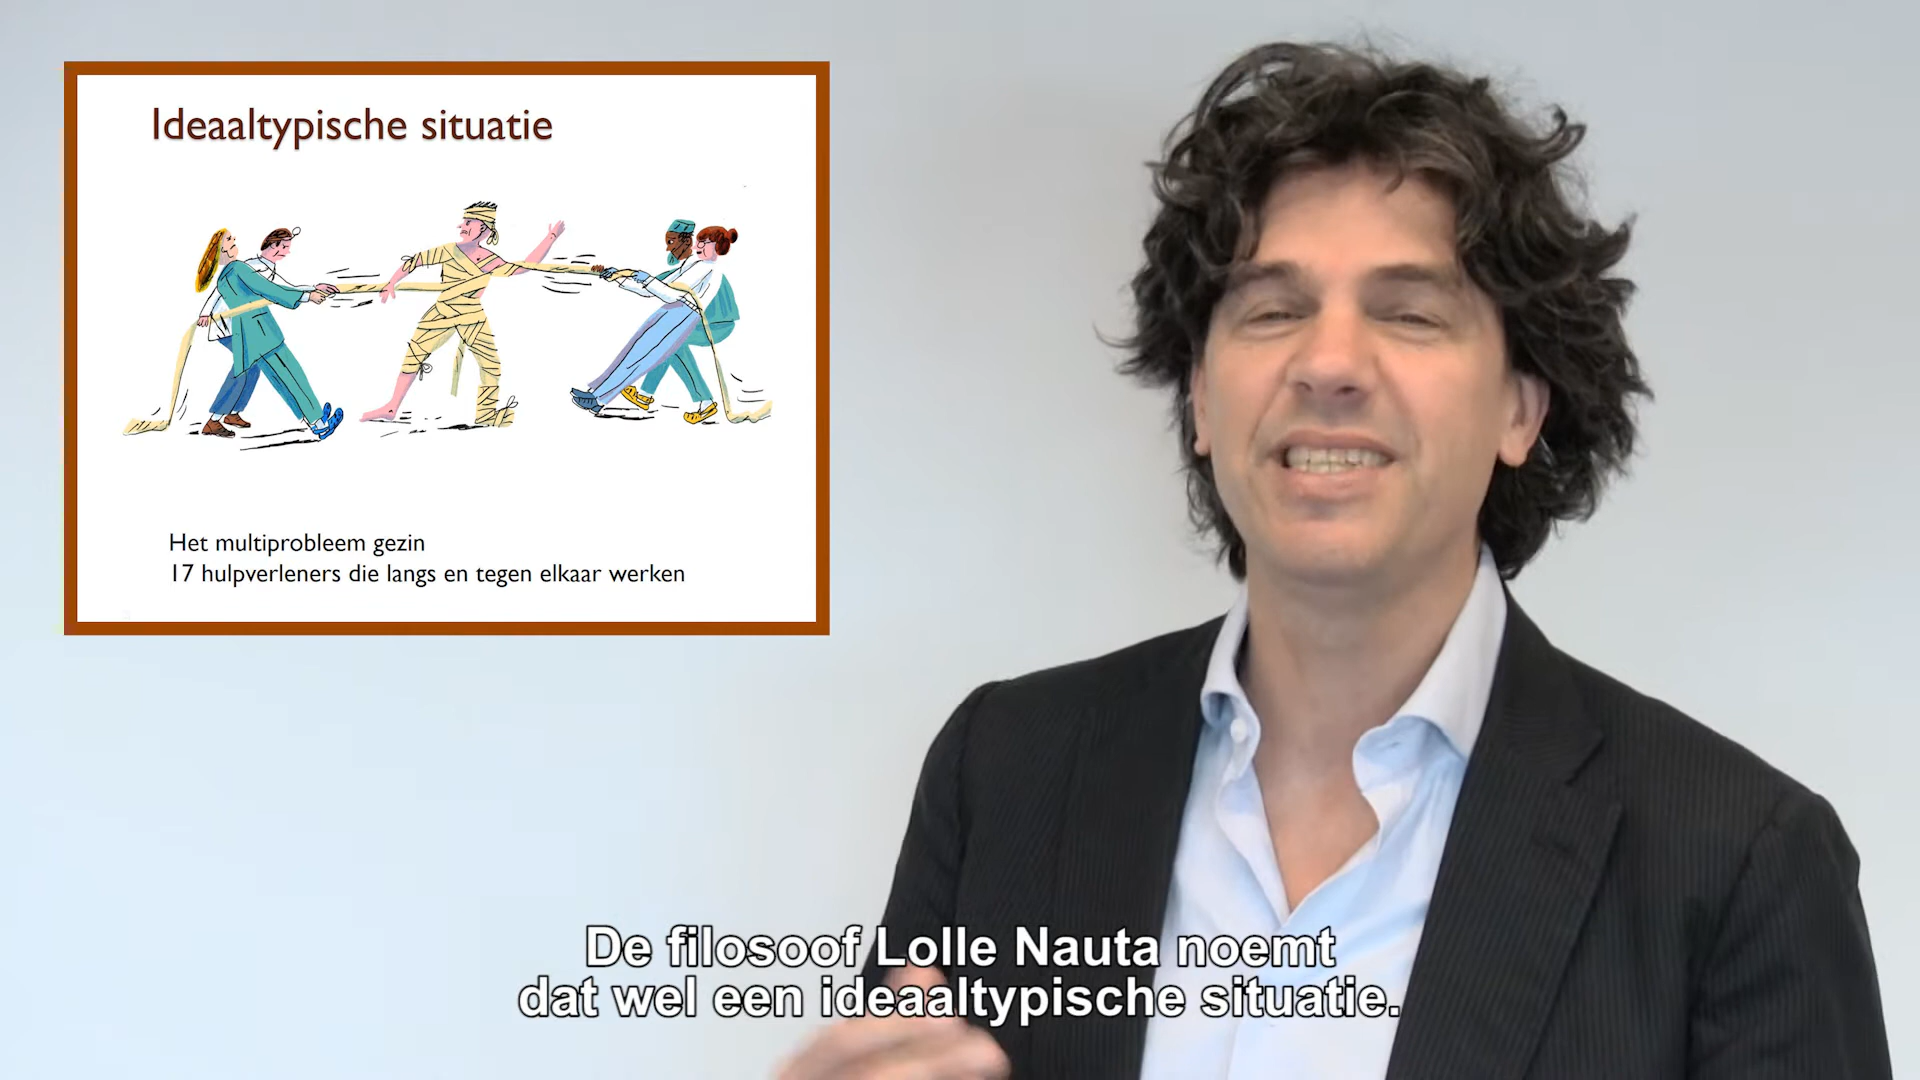 Ideaaltypische situatie
Het multiprobleem gezin
17 hulpverleners die langs en tegen elkaar werken
De filosoof Lolle Nauta noemt
dat wel een ideaaltypische situatie.